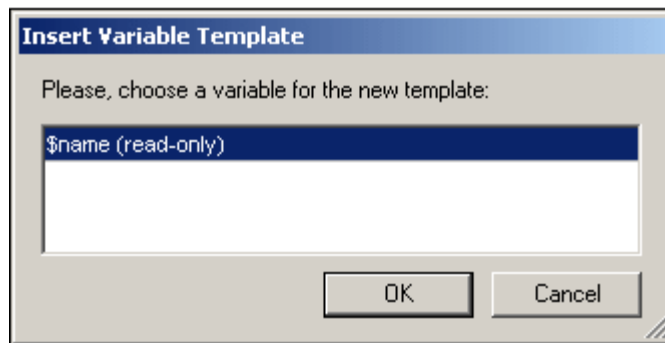 Insert Variable Template
Please, choose a variable for the new template:
$name (read-only)
OK Cancel